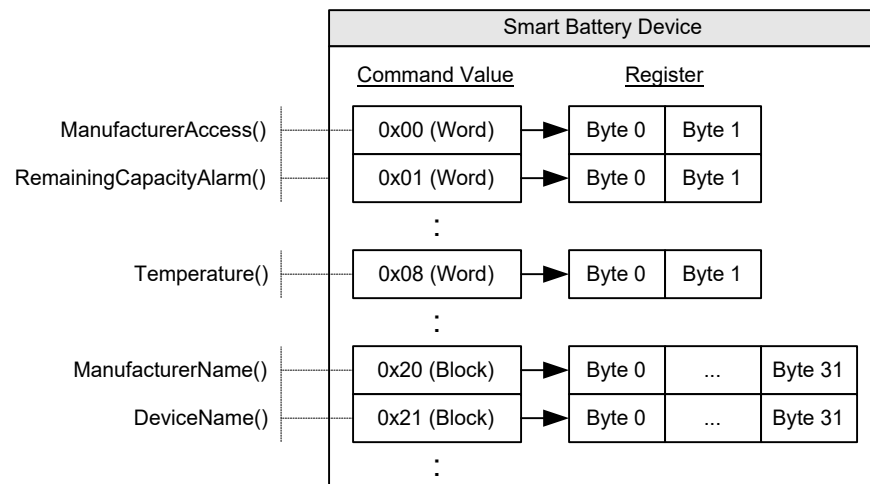 Smart Battery Device
Command Value Register
ManufacturerAccess() 0x00 (Word) Byte 0 Byte 1
RemainingCapacityAlarm() 0x01 (Word) Byte 0 Byte 1
:
Temperature() 0x08 (Word) Byte 0 Byte 1
:
ManufacturerName() 0x20 (Block) Byte 0 ... Byte 31
DeviceName() 0x21 (Block) Byte 0 ... Byte 31
: